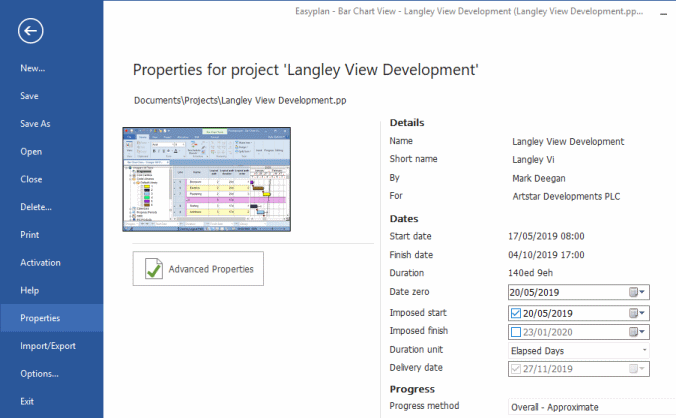 Easyplan - Bar Chart View - Langley View Development (Langley View Development.pp...
New...
Save
Save As
Open
Close
Delete...
Print
Activation
Help
Properties
Import/Export
Options...
Exit
Properties for project 'Langley View Development'
Documents\Projects\Langley View Development.pp
Advanced Properties
Details
Name Langley View Development
Short name Langley Vi
By Mark Deegan
For Artstar Developments PLC
Dates
Start date 17/05/2019 08:00
Finish date 04/10/2019 17:00
Duration 140ed 9eh
Date zero 20/05/2019
Imposed start 20/05/2019
Imposed finish 23/01/2020
Duration unit Elapsed Days
Delivery date 27/11/2019
Progress
Progress method Overall - Approximate